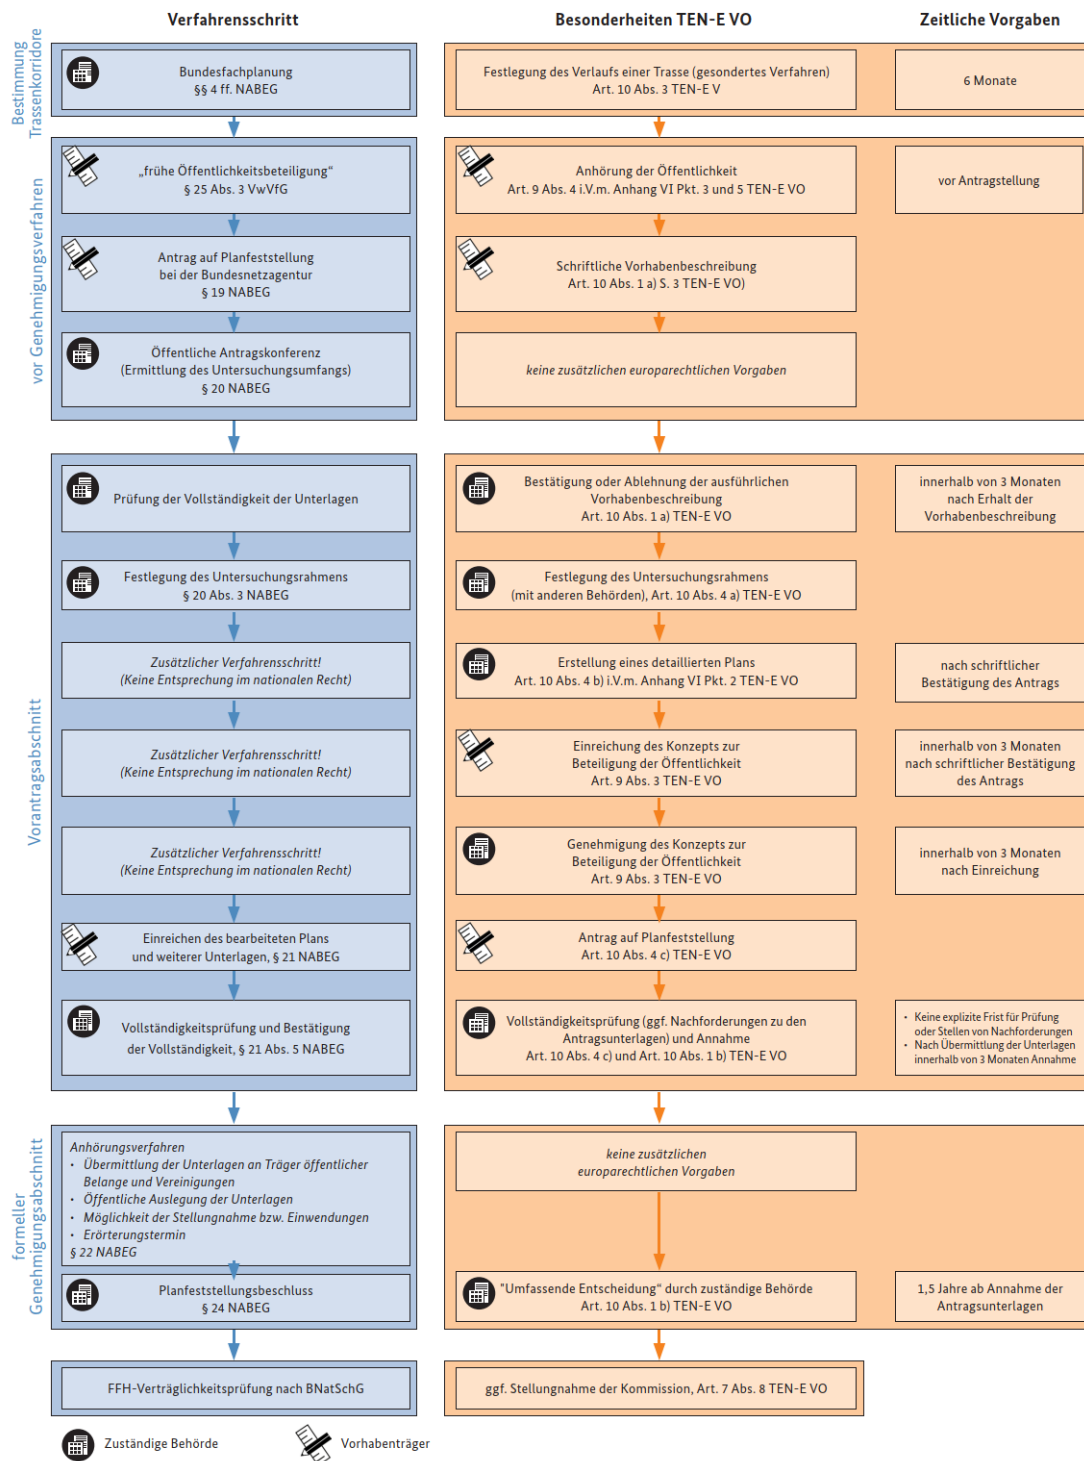 Verfahrensschritt
Besonderheiten TEN-E VO
Zeitliche Vorgaben
Bestimmung
Trassenkorridore
Bundesfachplanung
§§ 4 ff. NABEG
Festlegung des Verlaufs einer Trasse (gesondertes Verfahren)
Art. 10 Abs. 3 TEN-E V
6 Monate
vor Genehmigungsverfahren
„frühe Öffentlichkeitsbeteiligung“
§ 25 Abs. 3 VwVfG
Anhörung der Öffentlichkeit
Art. 9 Abs. 4 i.V.m. Anhang VI Pkt. 3 und 5 TEN-E VO
vor Antragstellung
Antrag auf Planfeststellung
bei der Bundesnetzagentur
§ 19 NABEG
Schriftliche Vorhabenbeschreibung
Art. 10 Abs. 1 a) S. 3 TEN-E VO)
Öffentliche Antragskonferenz
(Ermittlung des Untersuchungsumfangs)
§ 20 NABEG
keine zusätzlichen europarechtlichen Vorgaben
Vorantragsabschnitt
Prüfung der Vollständigkeit der Unterlagen
Bestätigung oder Ablehnung der ausführlichen
Vorhabenbeschreibung
Art. 10 Abs. 1 a) TEN-E VO
innerhalb von 3 Monaten
nach Erhalt der
Vorhabenbeschreibung
Festlegung des Untersuchungsrahmens
§ 20 Abs. 3 NABEG
Festlegung des Untersuchungsrahmens
(mit anderen Behörden), Art. 10 Abs. 4 a) TEN-E VO
Zusätzlicher Verfahrensschritt!
(Keine Entsprechung im nationalen Recht)
Erstellung eines detaillierten Plans
Art. 10 Abs. 4 b) i.V.m. Anhang VI Pkt. 2 TEN-E VO
nach schriftlicher
Bestätigung des Antrags
Zusätzlicher Verfahrensschritt!
(Keine Entsprechung im nationalen Recht)
Einreichung des Konzepts zur
Beteiligung der Öffentlichkeit
Art. 9 Abs. 3 TEN-E VO
innerhalb von 3 Monaten
nach schriftlicher Bestätigung
des Antrags
Zusätzlicher Verfahrensschritt!
(Keine Entsprechung im nationalen Recht)
Genehmigung des Konzepts zur
Beteiligung der Öffentlichkeit
Art. 9 Abs. 3 TEN-E VO
innerhalb von 3 Monaten
nach Einreichung
Einreichen des bearbeiteten Plans
und weiterer Unterlagen, § 21 NABEG
Antrag auf Planfeststellung
Art. 10 Abs. 4 c) TEN-E VO
Vollständigkeitsprüfung und Bestätigung
der Vollständigkeit, § 21 Abs. 5 NABEG
Vollständigkeitsprüfung (ggf. Nachforderungen zu den
Antragsunterlagen) und Annahme
Art. 10 Abs. 4 c) und Art. 10 Abs. 1 b) TEN-E VO
• Keine explizite Frist für Prüfung
oder Stellen von Nachforderungen
• Nach Übermittlung der Unterlagen
innerhalb von 3 Monaten Annahme
formeller
Genehmigungsabschnitt
Anhörungsverfahren
• Übermittlung der Unterlagen an Träger öffentlicher
Belange und Vereinigungen
• Öffentliche Auslegung der Unterlagen
• Möglichkeit der Stellungnahme bzw. Einwendungen
• Erörterungstermin
§ 22 NABEG
keine zusätzlichen
europarechtlichen Vorgaben
Planfeststellungsbeschluss
§ 24 NABEG
"Umfassende Entscheidung“ durch zuständige Behörde
Art. 10 Abs. 1 b) TEN-E VO
1,5 Jahre ab Annahme der
Antragsunterlagen
FFH-Verträglichkeitsprüfung nach BNatSchG
ggf. Stellungnahme der Kommission, Art. 7 Abs. 8 TEN-E VO
Zuständige Behörde
Vorhabenträger